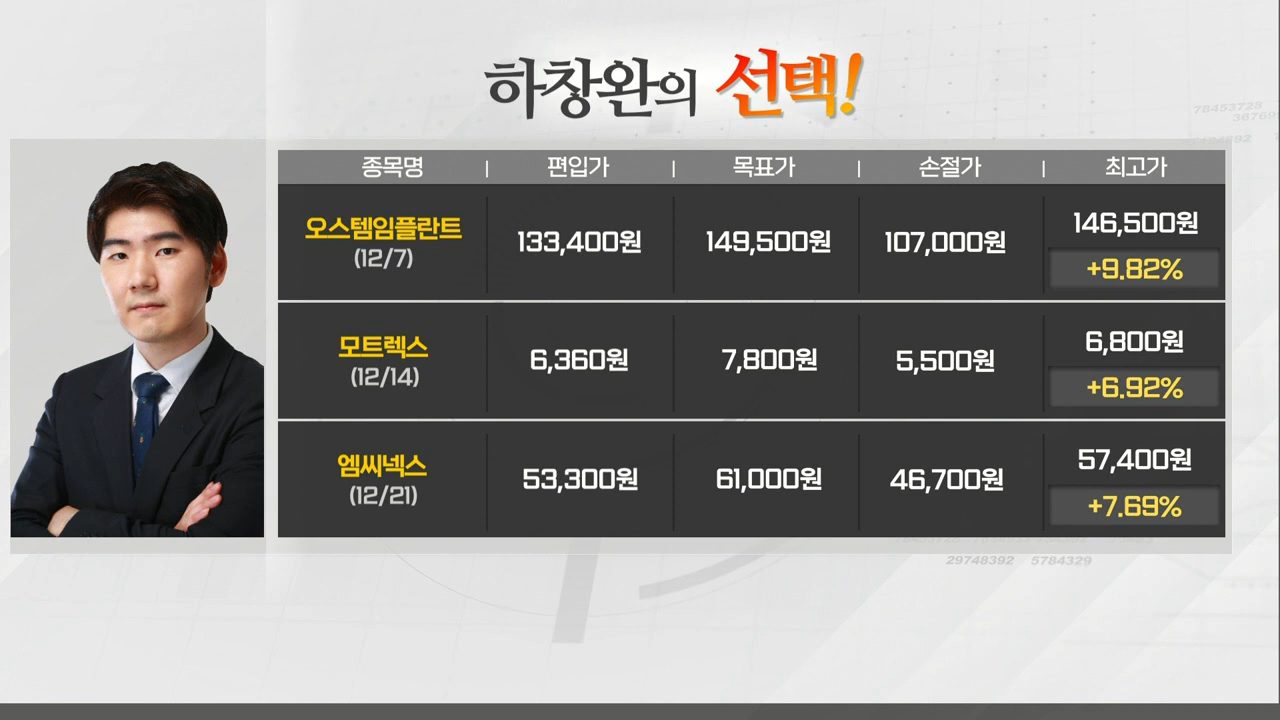 하창완의 선택!
78453728
종목명 | 편입가 | 목표가 | 손절가 | 최고가
오스템임플란트 133,400원 149,500원 107,000원 146,500원
(12/7) +9.82%
모트렉스 6,360원 7,800원 5,500원 6,800원
(12/14) +6.92%
엠씨넥스 53,300원 61,000원 46,700원 57,400원
(12/21) +7.69%
29748392 5784329